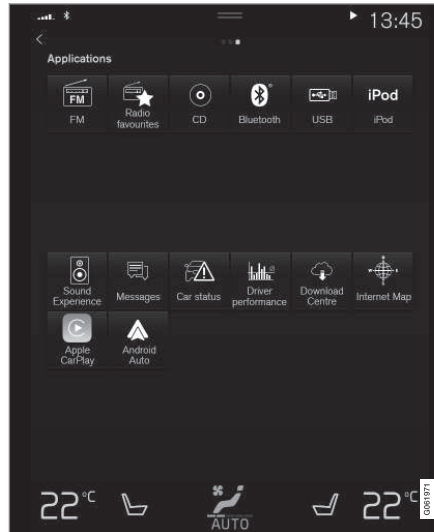 13:45
Applications
FM
FM
Radio
favourites
CD
Bluetooth
USB
iPod
iPod
Sound
Experience
Messages
Car status
Driver
performance
Download
Centre
Internet Map
Apple
CarPlay
Android
Auto
22°C
AUTO
22°C
G061971